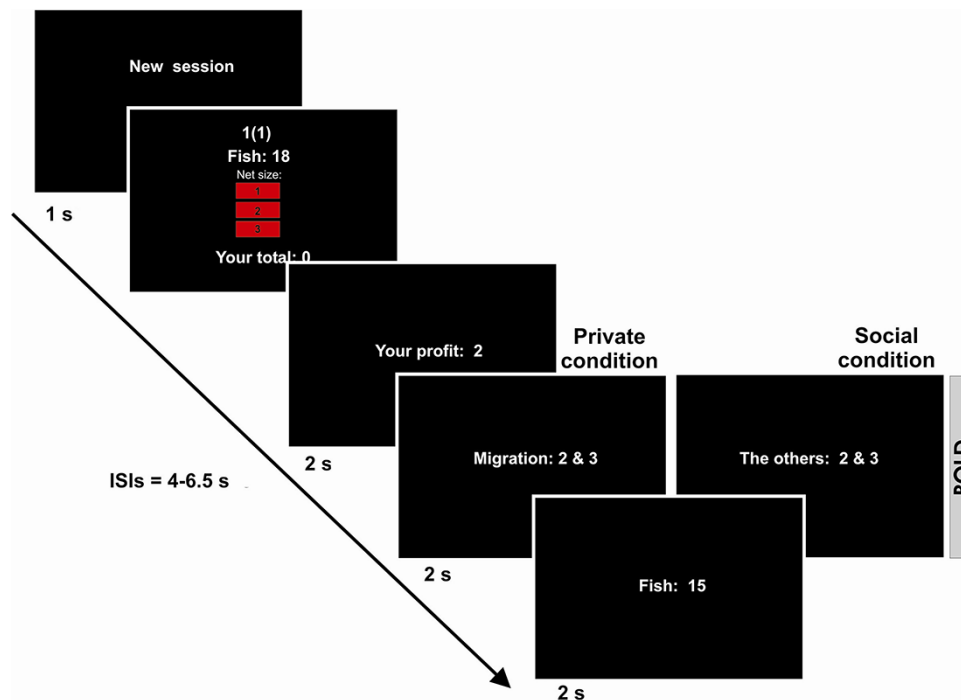 New session
1(1)
Fish: 18
Net size:
1
2
3
Your total: 0
1 s
Your profit: 2
2 s
Private
condition
Social
condition
Migration: 2 & 3
The others: 2 & 3
BOLD
ISIs = 4-6.5 s
2 s
Fish: 15
2 s